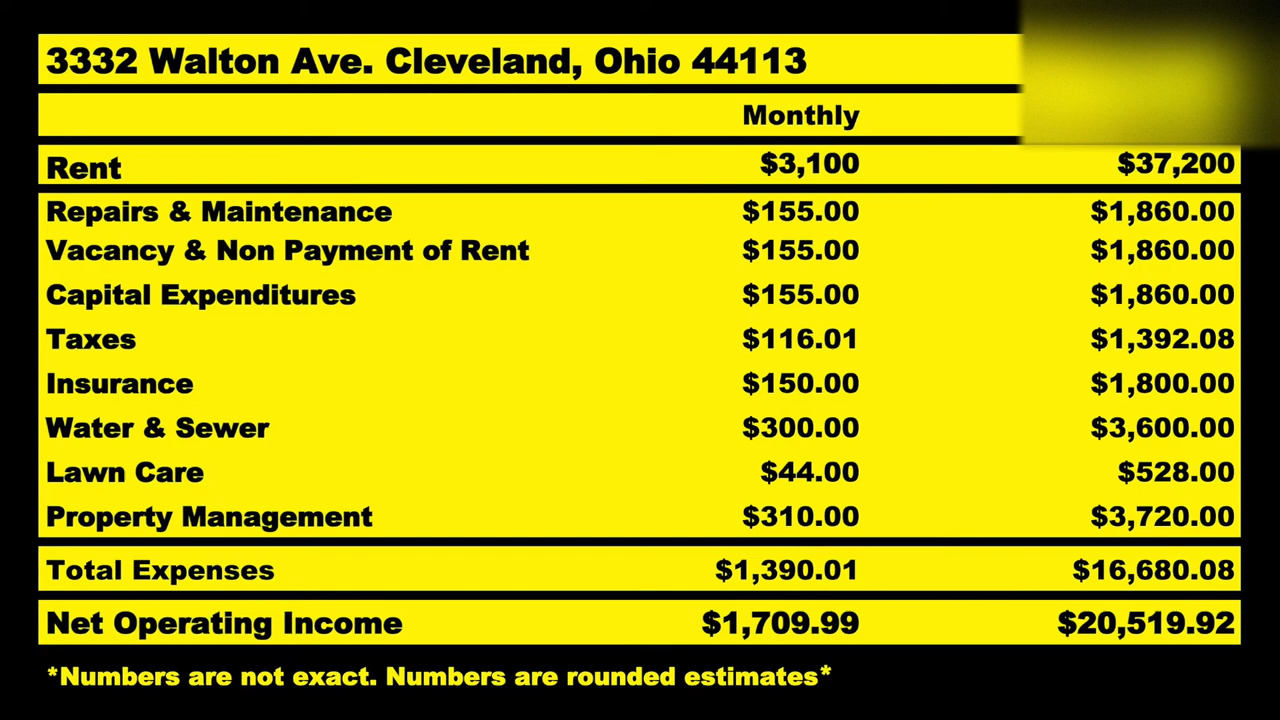 3332 Walton Ave. Cleveland, Ohio 44113
Monthly
Rent $3,100 $37,200
Repairs & Maintenance $155.00 $1,860.00
Vacancy & Non Payment of Rent $155.00 $1,860.00
Capital Expenditures $155.00 $1,860.00
Taxes $116.01 $1,392.08
Insurance $150.00 $1,800.00
Water & Sewer $300.00 $3,600.00
Lawn Care $44.00 $528.00
Property Management $310.00 $3,720.00
Total Expenses $1,390.01 $16,680.08
Net Operating Income $1,709.99 $20,519.92
*Numbers are not exact. Numbers are rounded estimates*